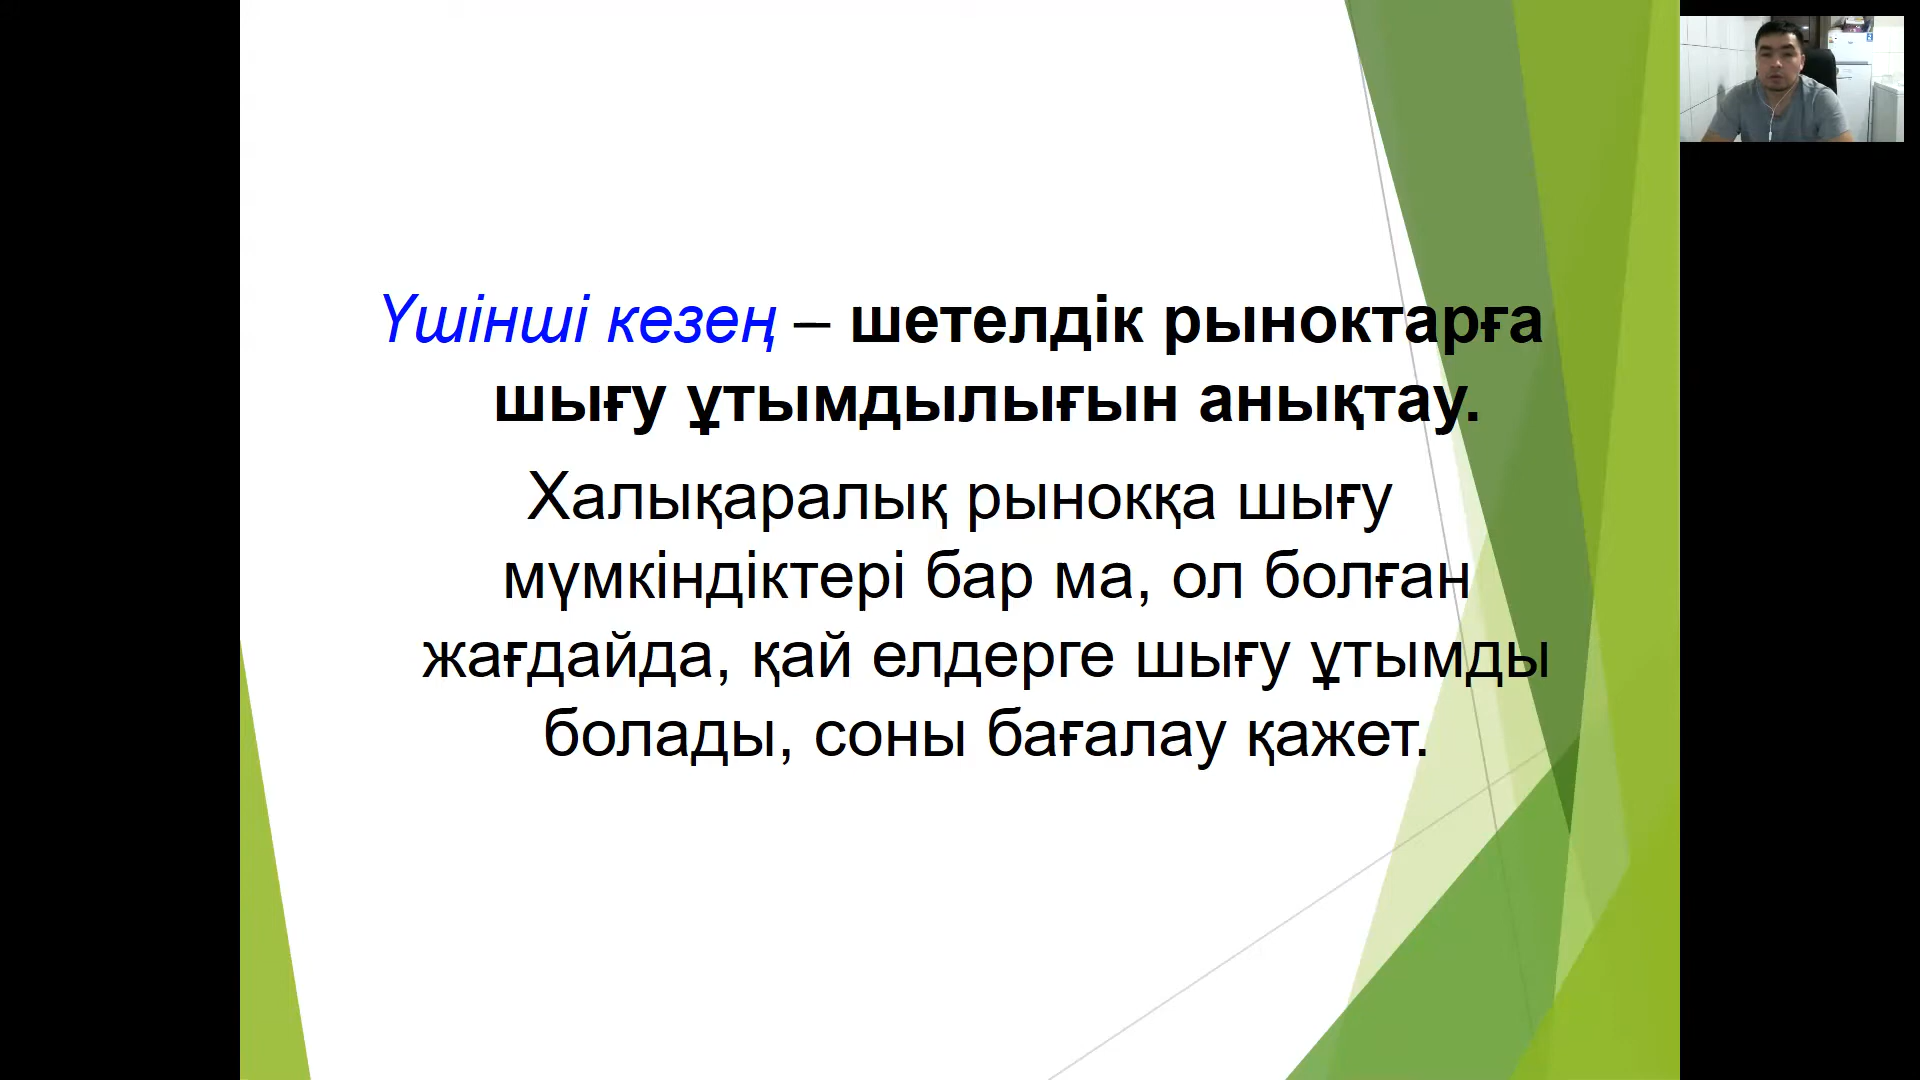 Үшінші кезең – шетелдік рыноктарға
шығу ұтымдылығын анықтау.
Халықаралық рынокқа шығу
мүмкіндіктері бар ма, ол болған
жағдайда, қай елдерге шығу ұтымды
болады, соны бағалау қажет.